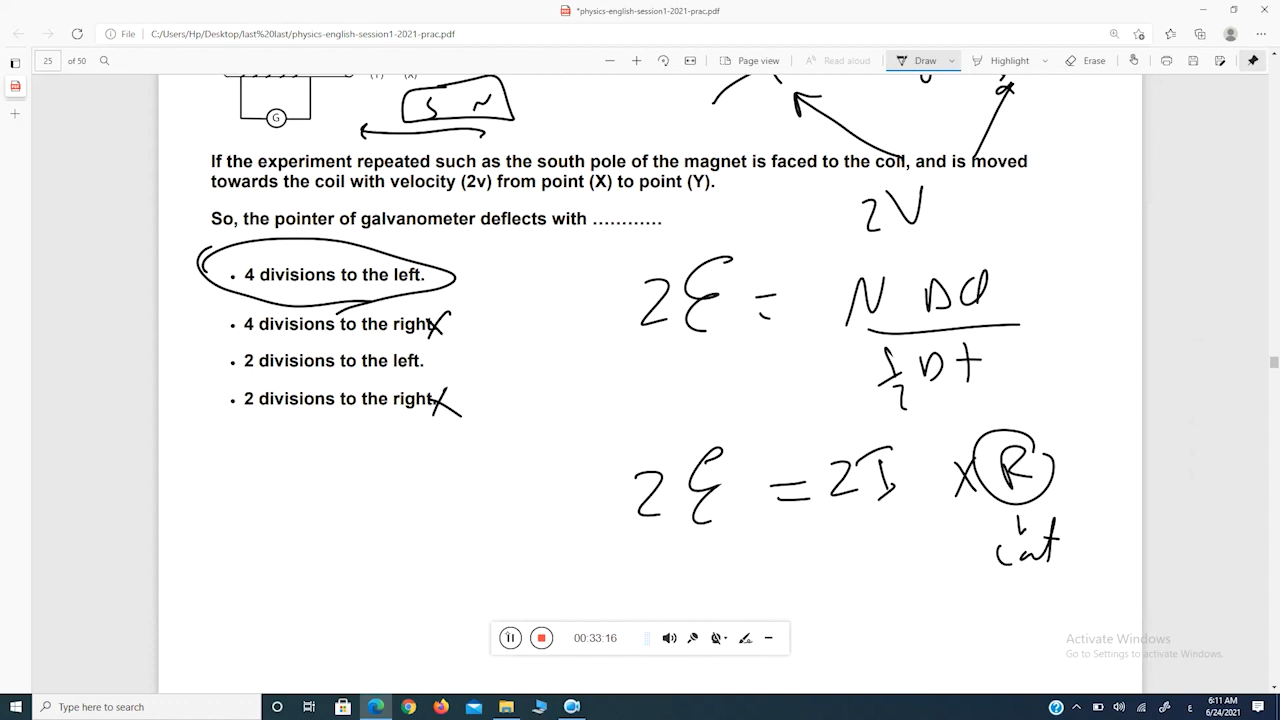 *physics-english-session1-2021-prac.pdf
File C:/Users/Hp/Desktop/last%20last/physics-english-session1-2021-prac.pdf
25 of 50 Page view Read aloud Draw Highlight Erase
(Y) (X)
G
S N
If the experiment repeated such as the south pole of the magnet is faced to the coil, and is moved
towards the coil with velocity (2v) from point (X) to point (Y).
2V
So, the pointer of galvanometer deflects with ............
• 4 divisions to the left.
• 4 divisions to the right.
• 2 divisions to the left.
• 2 divisions to the right.
2ε = N Δφ
½ Δt
2ε = 2I × R
00:33:16
Activate Windows
Go to Settings to activate Windows.
Type here to search
6:11 AM
6/24/2021